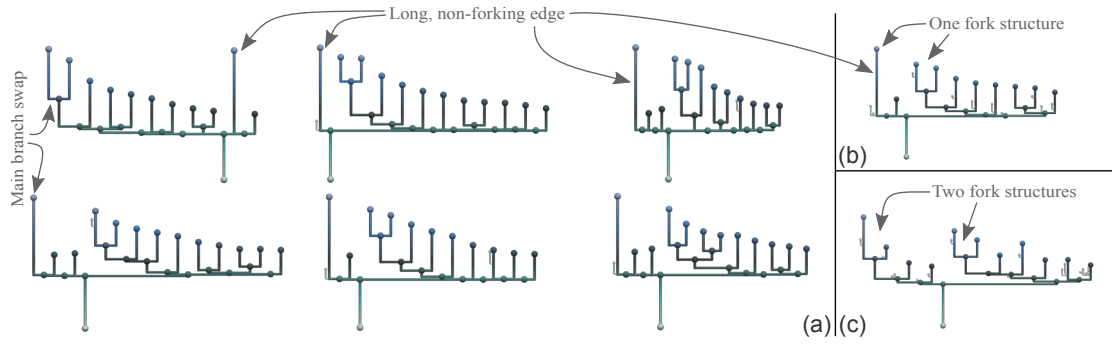 Long, non-forking edge
One fork structure
Main branch swap
(b)
Two fork structures
(a)
(c)